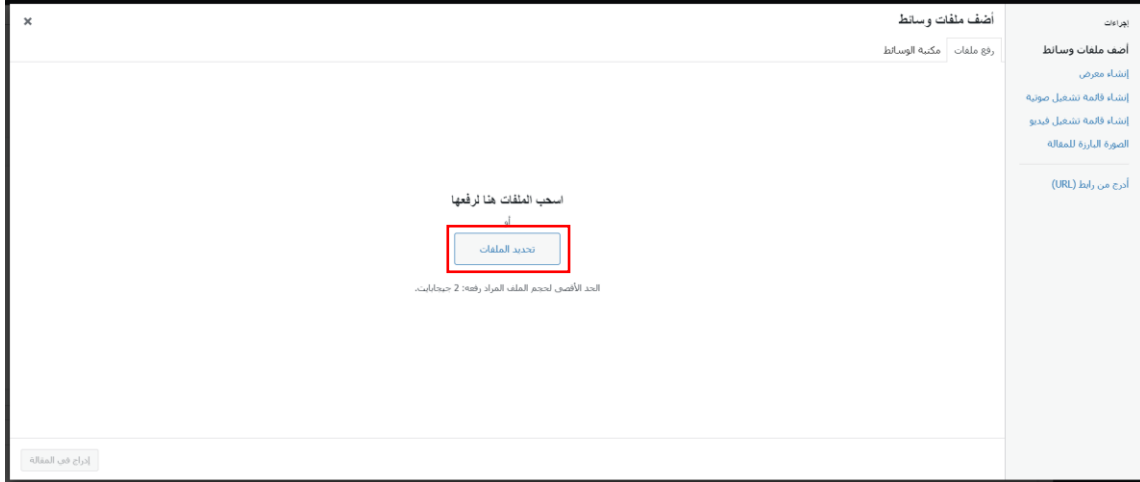 إجراءات
أضف ملفات وسائط
إنشاء معرض
إنشاء قائمة تشغيل صوتية
إنشاء قائمة تشغيل فيديو
الصورة البارزة للمقالة
أدرج من رابط (URL)
أضف ملفات وسائط
رفع ملفات
مكتبة الوسائط
اسحب الملفات هنا لرفعها
أو
تحديد الملفات
الحد الأقصى لحجم الملف المراد رفعه: 2 جيجابايت.
إدراج في المقالة